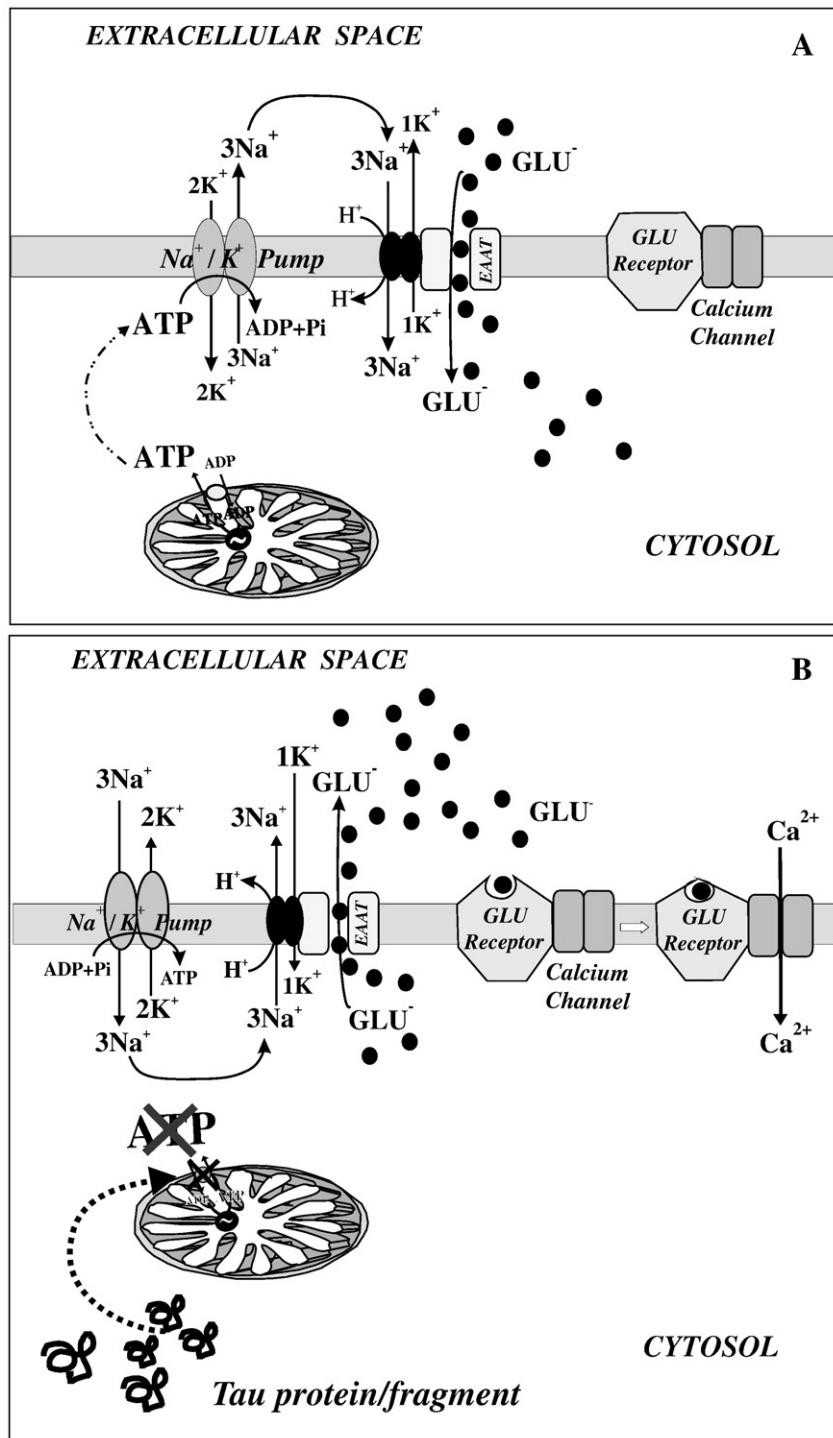 EXTRACELLULAR SPACE
A
1K⁺
3Na⁺
3Na⁺
GLU⁻
2K⁺
H⁺
GLU
Receptor
Na⁺/K⁺ Pump
EAAT
H⁺
Calcium
Channel
ATP
ADP+Pi
1K⁺
3Na⁺
3Na⁺
2K⁺
GLU⁻
ATP
ADP
ATP
ADP
CYTOSOL
EXTRACELLULAR SPACE
B
1K⁺
3Na⁺
GLU⁻
2K⁺
3Na⁺
GLU⁻
Ca²⁺
H⁺
Na⁺/K⁺ Pump
EAAT
GLU
Receptor
GLU
Receptor
ADP+Pi
ATP
H⁺
1K⁺
Calcium
Channel
2K⁺
3Na⁺
GLU⁻
3Na⁺
Ca²⁺
ATP
CYTOSOL
Tau protein/fragment